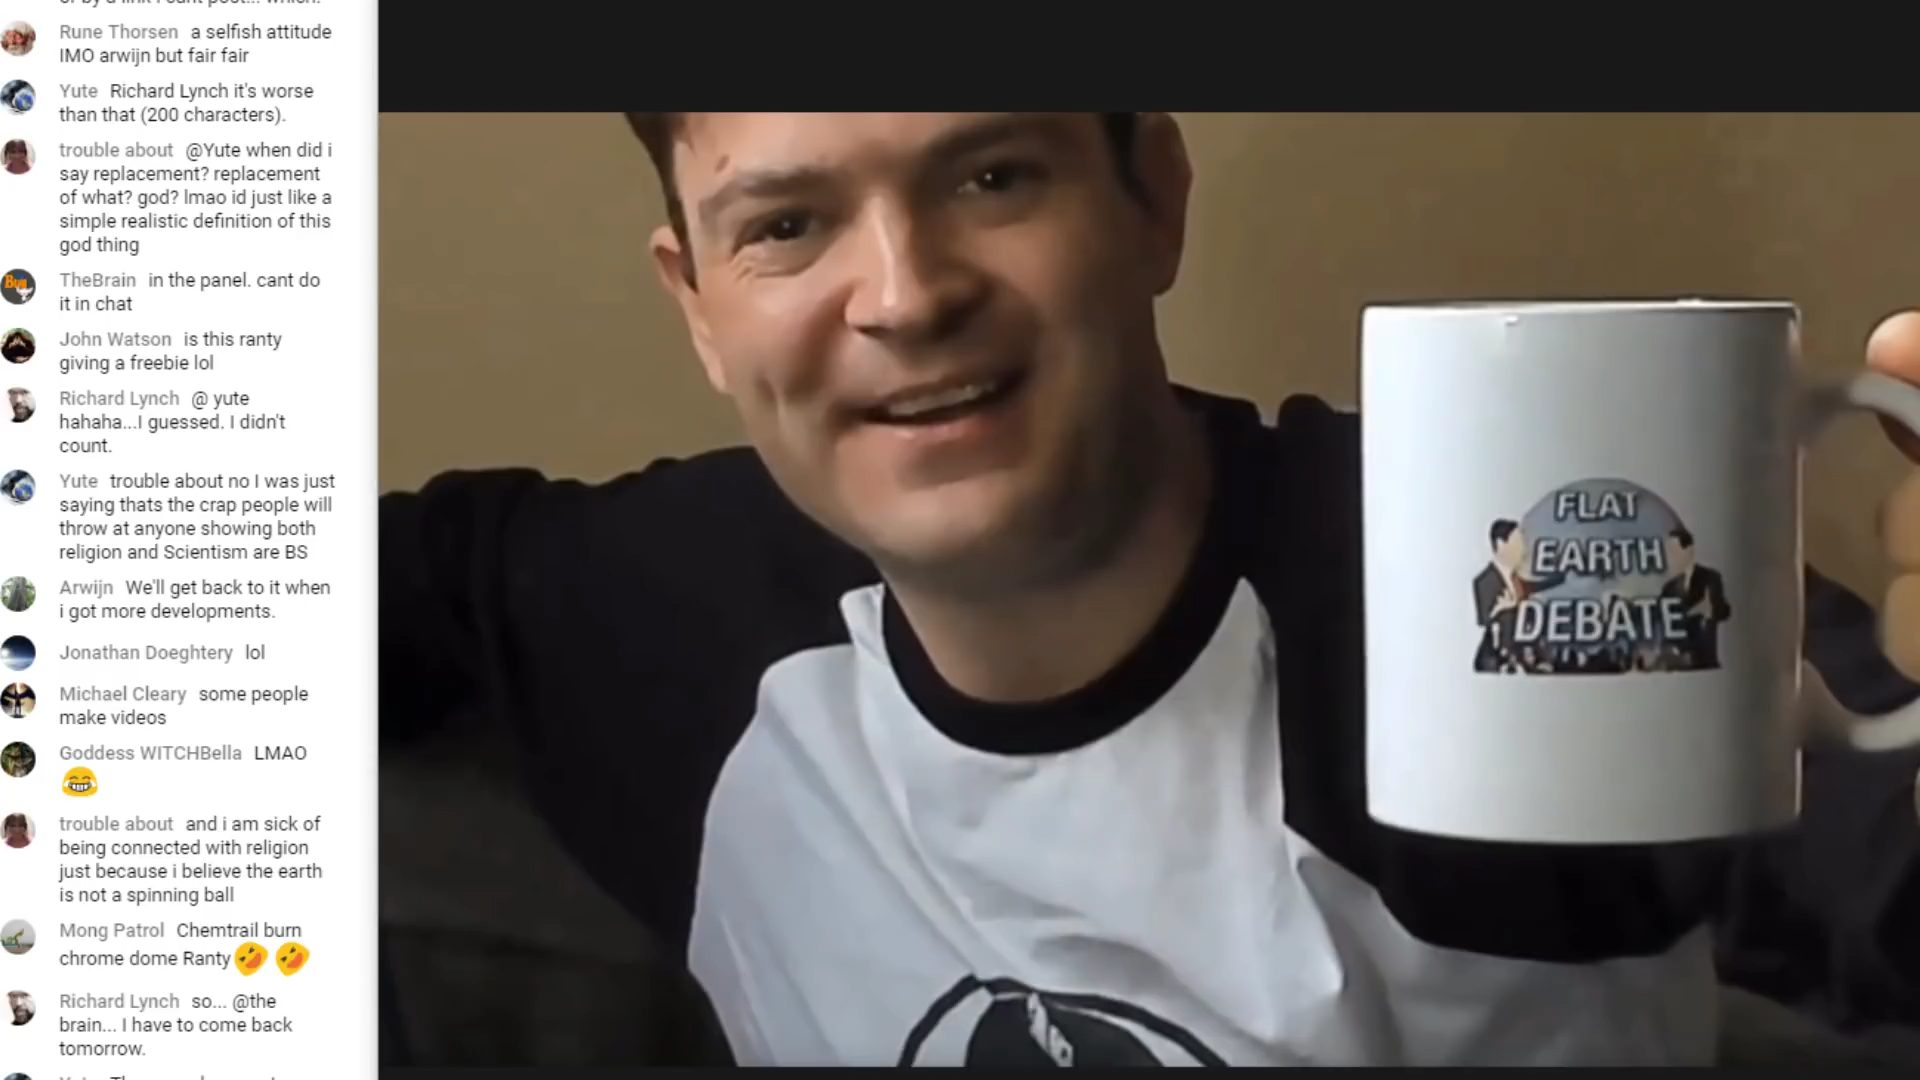 Rune Thorsen a selfish attitude
IMO arwijn but fair fair
Yute Richard Lynch it's worse
than that (200 characters).
trouble about @Yute when did i
say replacement? replacement
of what? god? lmao id just like a
simple realistic definition of this
god thing
TheBrain in the panel. cant do
it in chat
John Watson is this ranty
giving a freebie lol
Richard Lynch @ yute
hahaha...I guessed. I didn't
count.
Yute trouble about no I was just
saying thats the crap people will
throw at anyone showing both
religion and Scientism are BS
Arwijn We'll get back to it when
i got more developments.
Jonathan Doeghtery lol
Michael Cleary some people
make videos
Goddess WITCHBella LMAO
😂
trouble about and i am sick of
being connected with religion
just because i believe the earth
is not a spinning ball
Mong Patrol Chemtrail burn
chrome dome Ranty🤣 🤣
Richard Lynch so... @the
brain... I have to come back
tomorrow.
FLAT
EARTH
DEBATE